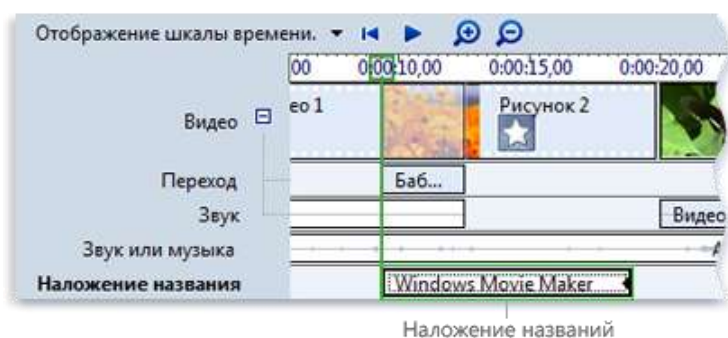 Отображение шкалы времени.
00 0:00:10,00 0:00:15,00 0:00:20,00
Видео ео 1 Рисунок 2
Переход Баб...
Звук Видео
Звук или музыка
Наложение названия Windows Movie Maker
Наложение названий